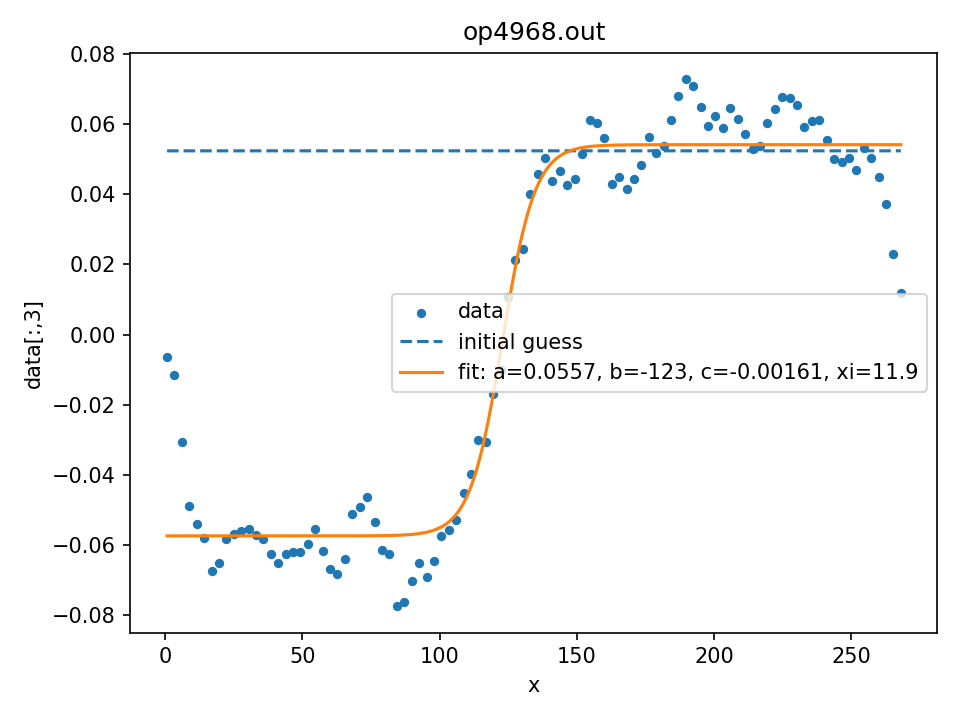 op4968.out
0.08
0.06
0.04
0.02
0.00
−0.02
−0.04
−0.06
−0.08
data[:,3]
data
initial guess
fit: a=0.0557, b=-123, c=-0.00161, xi=11.9
0 50 100 150 200 250
x